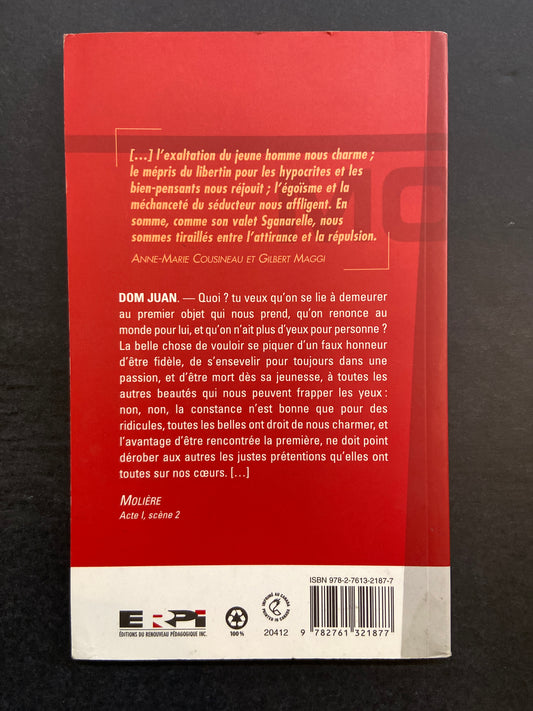 […] l'exaltation du jeune homme nous charme ;
le mépris du libertin pour les hypocrites et les
bien-pensants nous réjouit ; l'égoïsme et la
méchanceté du séducteur nous affligent. En
somme, comme son valet Sganarelle, nous
sommes tiraillés entre l'attirance et la répulsion.
ANNE-MARIE COUSINEAU ET GILBERT MAGGI
MO
DOM JUAN. — Quoi ? tu veux qu'on se lie à demeurer
au premier objet qui nous prend, qu'on renonce au
monde pour lui, et qu'on n'ait plus d'yeux pour personne ?
La belle chose de vouloir se piquer d'un faux honneur
d'être fidèle, de s'ensevelir pour toujours dans une
passion, et d'être mort dès sa jeunesse, à toutes les
autres beautés qui nous peuvent frapper les yeux :
non, non, la constance n'est bonne que pour des
ridicules, toutes les belles ont droit de nous charmer, et
l'avantage d'être rencontrée la première, ne doit point
dérober aux autres les justes prétentions qu'elles ont
toutes sur nos cœurs. […]
MOLIÈRE
Acte I, scène 2
ISBN 978-2-7613-2187-7
ERPI
ÉDITIONS DU RENOUVEAU PÉDAGOGIQUE INC.
100 %
IMPRIMÉ AU CANADA
PRINTED IN CANADA
20412
9 782761 321877